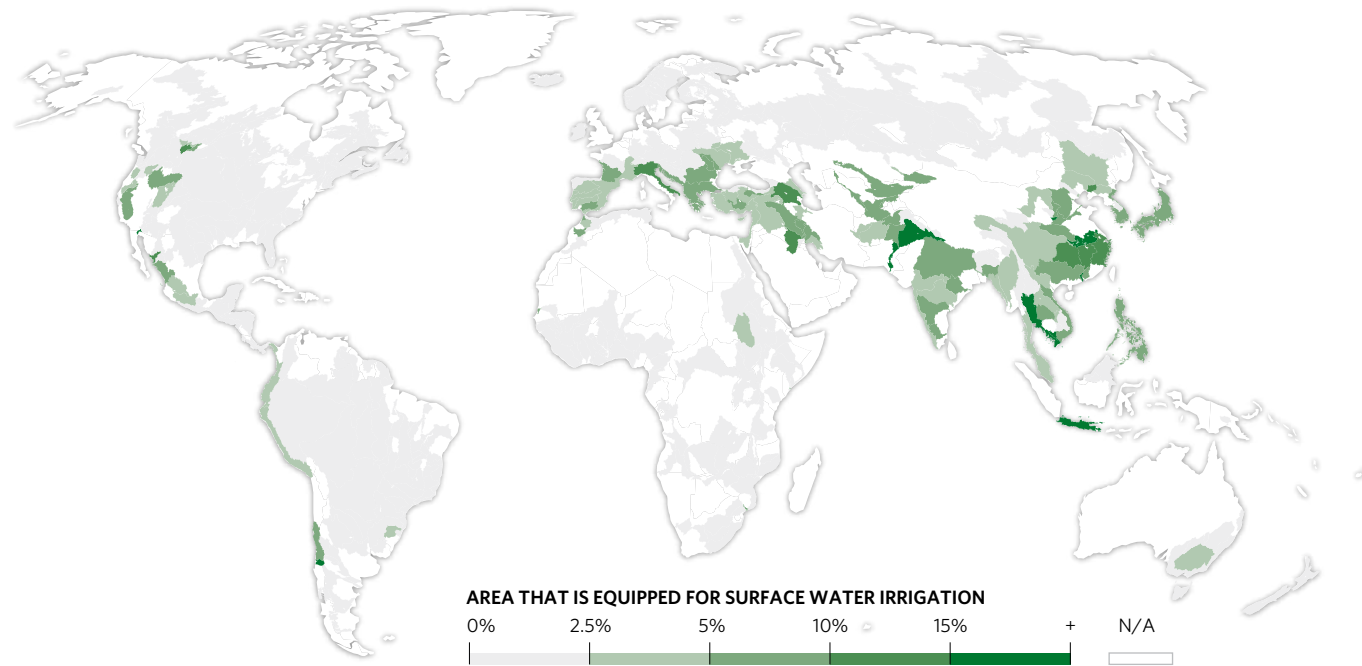 AREA THAT IS EQUIPPED FOR SURFACE WATER IRRIGATION
0% 2.5% 5% 10% 15% + N/A